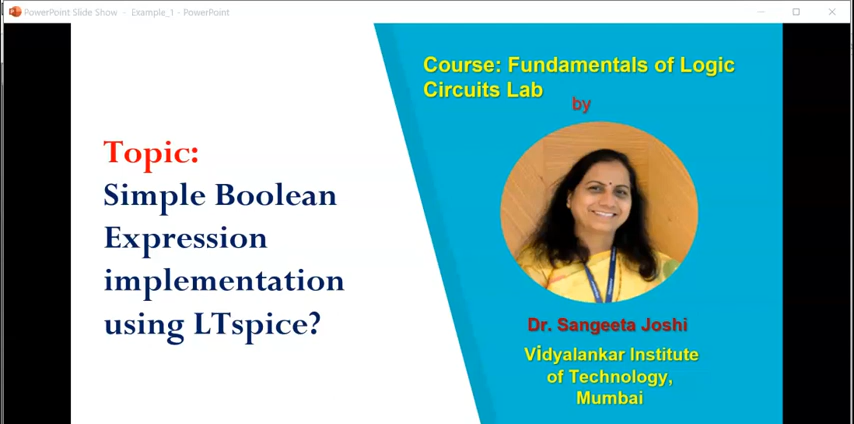 PowerPoint Slide Show - Example_1 - PowerPoint
Course: Fundamentals of Logic
Circuits Lab
by
Topic:
Simple Boolean
Expression
implementation
using LTspice?
Dr. Sangeeta Joshi
Vidyalankar Institute
of Technology,
Mumbai